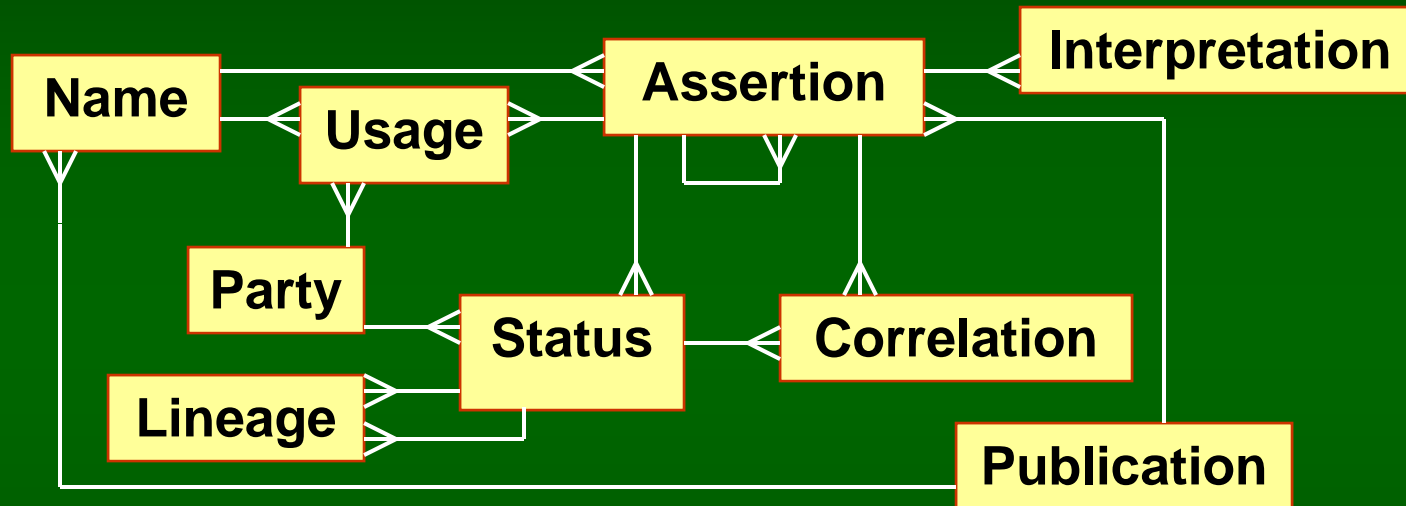 Interpretation
Assertion
Name
Usage
Party
Status
Correlation
Lineage
Publication